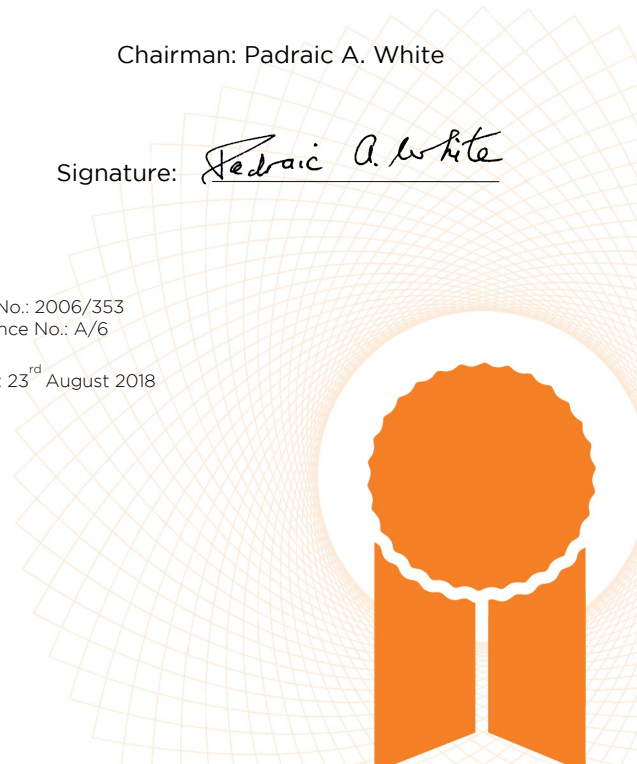 Chairman: Padraic A. White
Signature: Padraic A. White
No.: 2006/353
nce No.: A/6
: 23rd August 2018